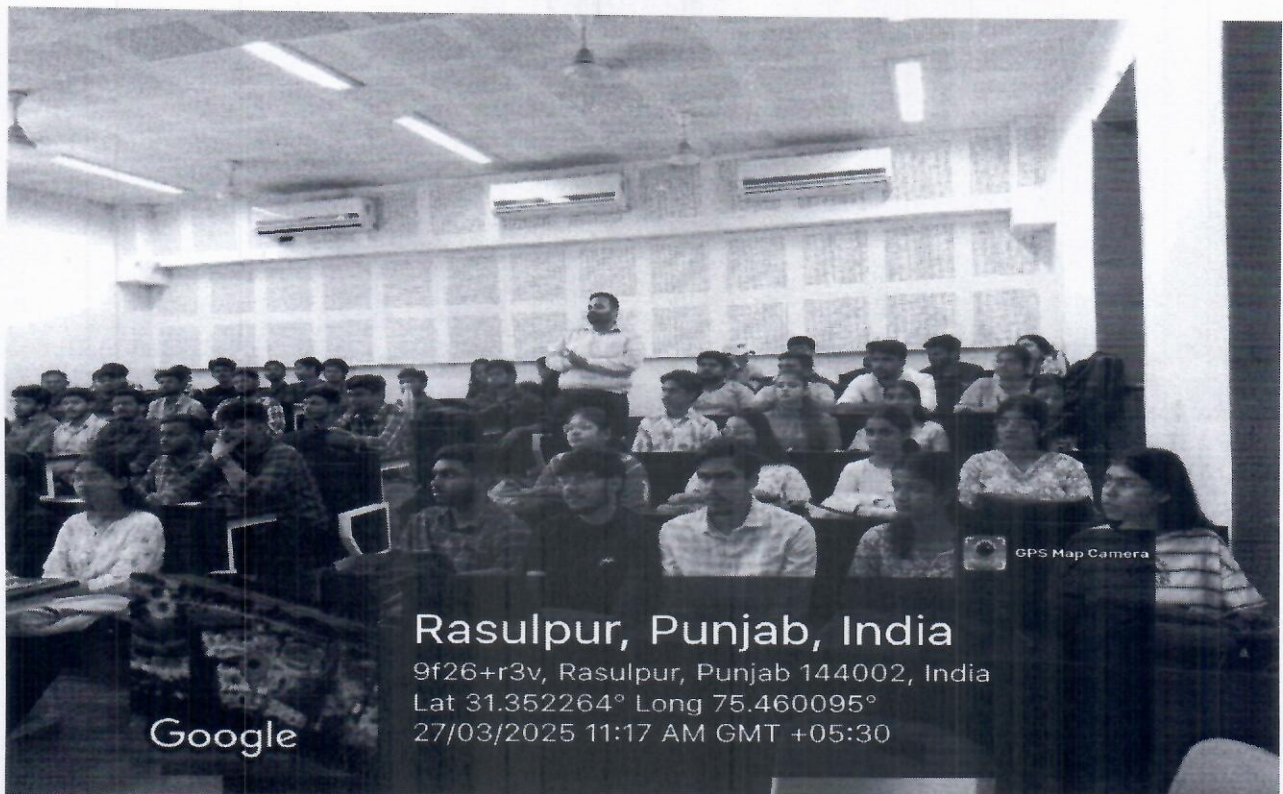 GPS Map Camera
Rasulpur, Punjab, India
9f26+r3v, Rasulpur, Punjab 144002, India
Lat 31.352264° Long 75.460095°
27/03/2025 11:17 AM GMT +05:30
Google